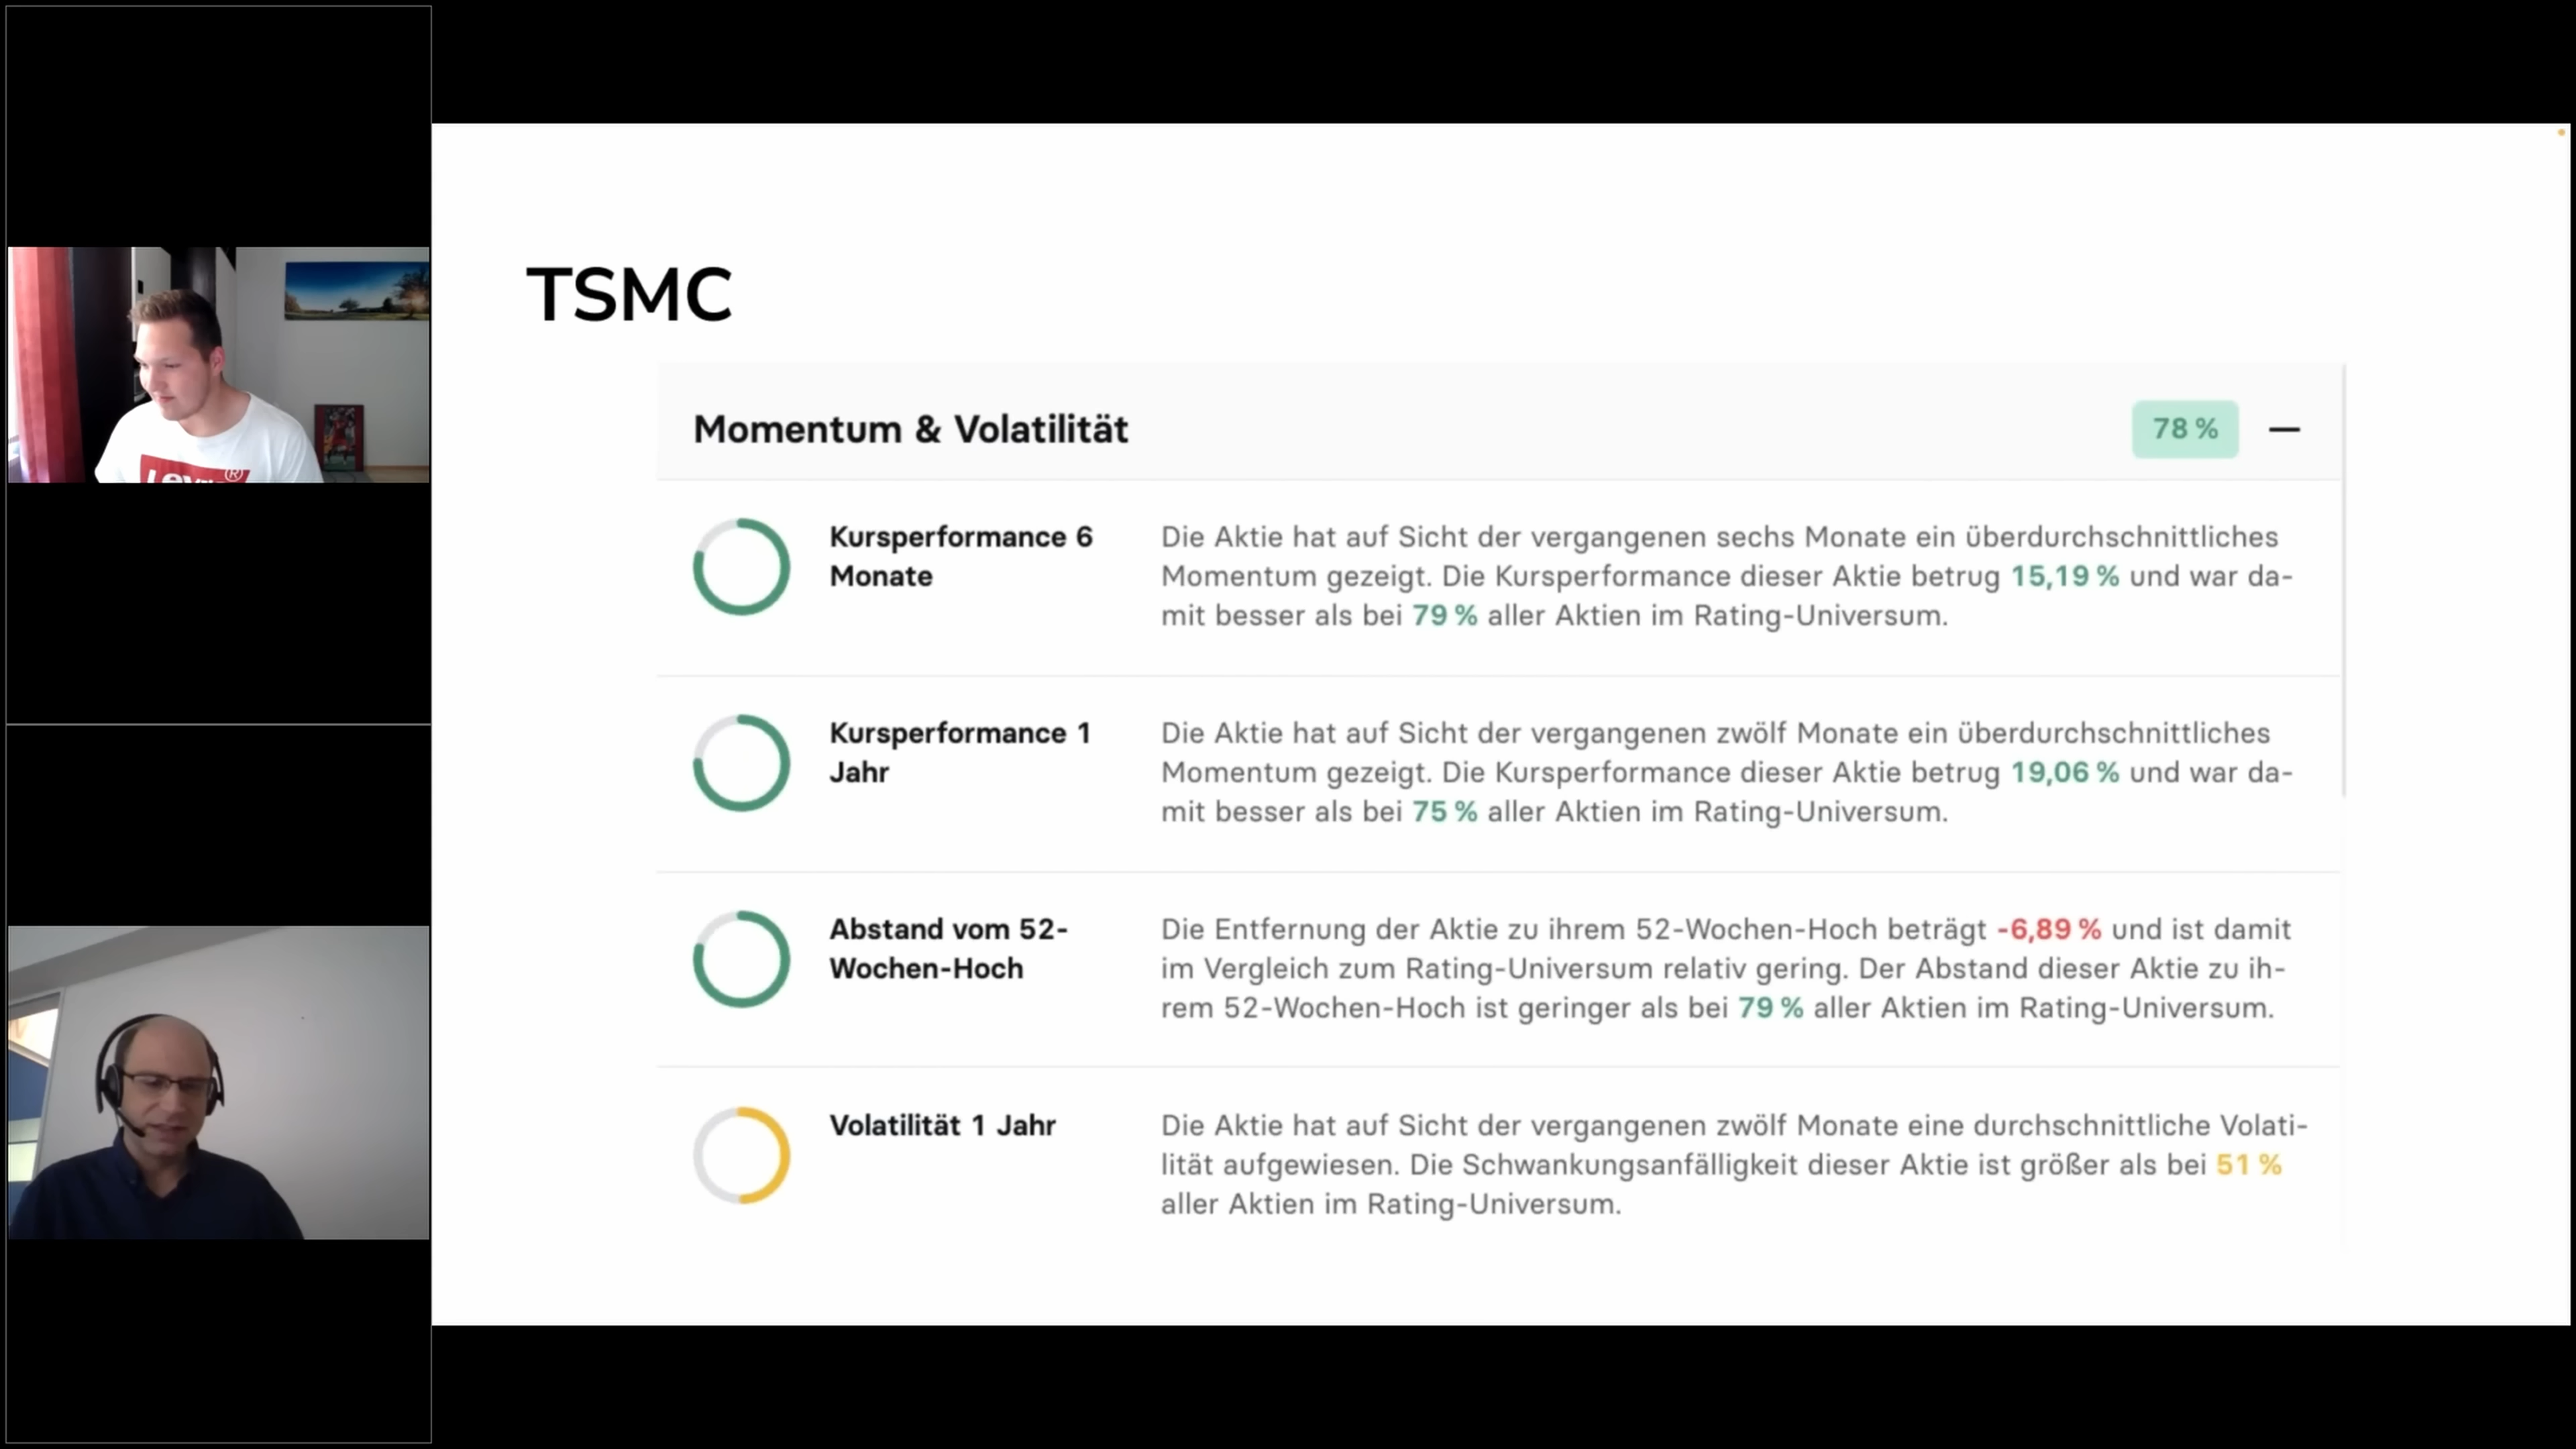 TSMC
Momentum & Volatilität
78 %
Kursperformance 6
Monate
Die Aktie hat auf Sicht der vergangenen sechs Monate ein überdurchschnittliches
Momentum gezeigt. Die Kursperformance dieser Aktie betrug 15,19 % und war da-
mit besser als bei 79 % aller Aktien im Rating-Universum.
Kursperformance 1
Jahr
Die Aktie hat auf Sicht der vergangenen zwölf Monate ein überdurchschnittliches
Momentum gezeigt. Die Kursperformance dieser Aktie betrug 19,06 % und war da-
mit besser als bei 75 % aller Aktien im Rating-Universum.
Abstand vom 52-
Wochen-Hoch
Die Entfernung der Aktie zu ihrem 52-Wochen-Hoch beträgt -6,89 % und ist damit
im Vergleich zum Rating-Universum relativ gering. Der Abstand dieser Aktie zu ih-
rem 52-Wochen-Hoch ist geringer als bei 79 % aller Aktien im Rating-Universum.
Volatilität 1 Jahr
Die Aktie hat auf Sicht der vergangenen zwölf Monate eine durchschnittliche Volati-
lität aufgewiesen. Die Schwankungsanfälligkeit dieser Aktie ist größer als bei 51 %
aller Aktien im Rating-Universum.